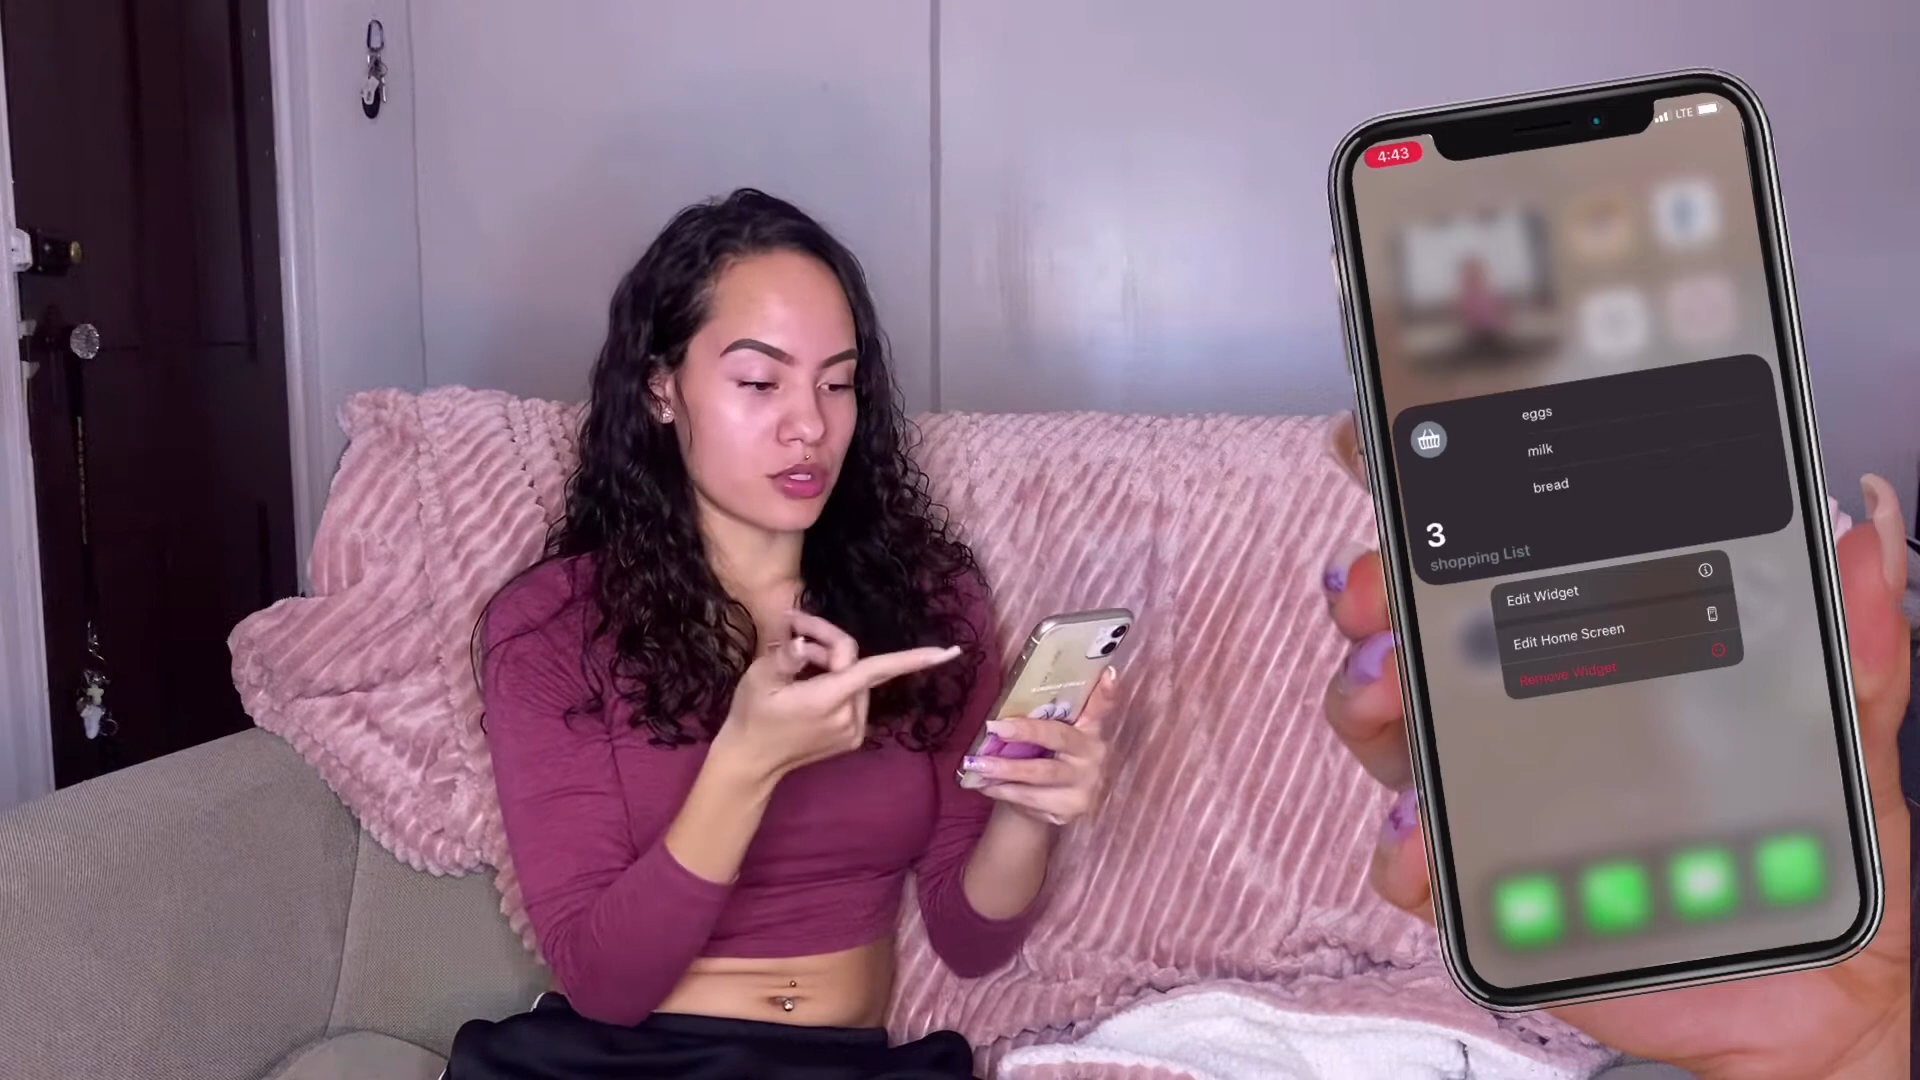 4:43
LTE
eggs
milk
bread
3
shopping List
Edit Widget
Edit Home Screen
Remove Widget